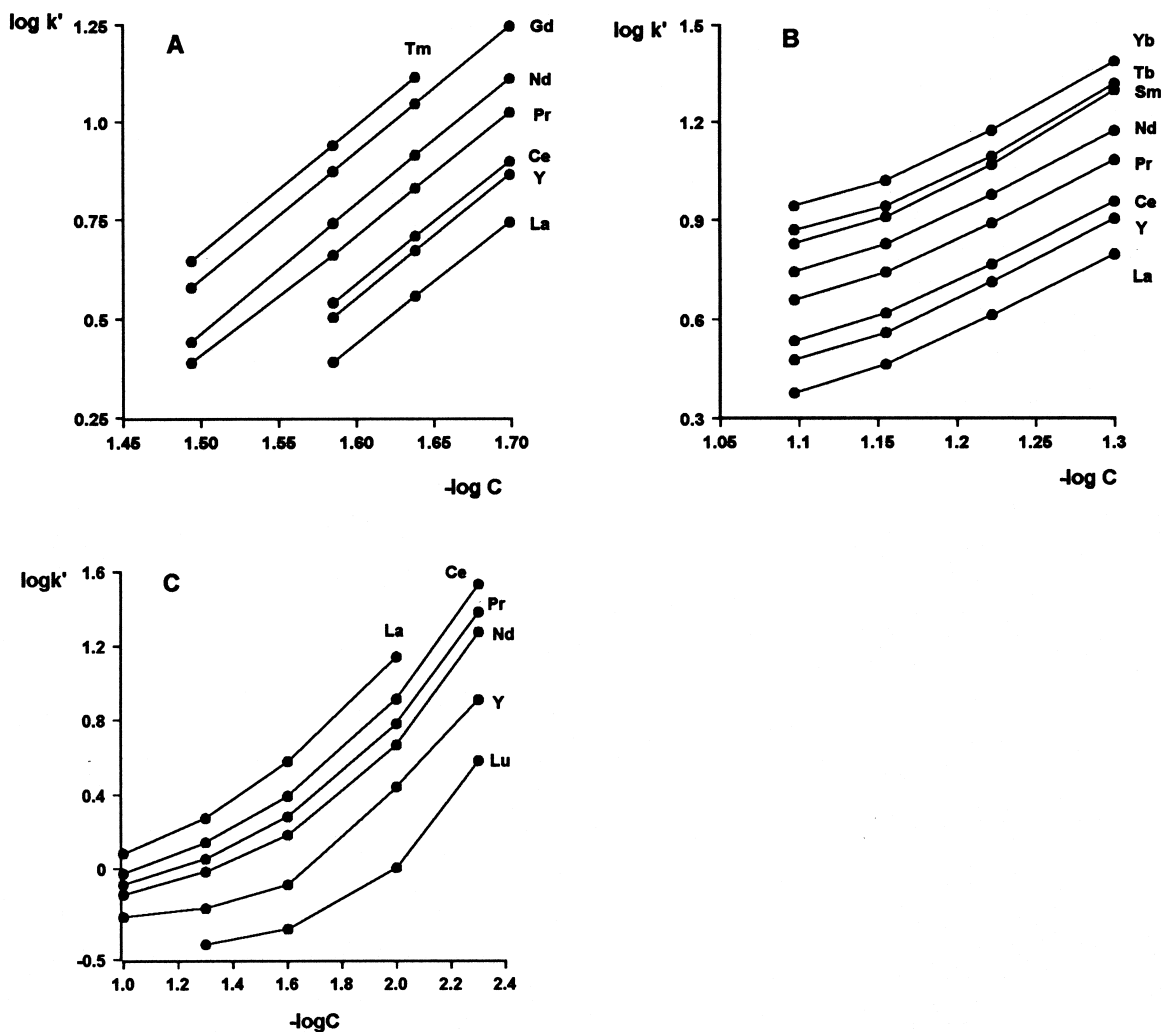 log k'
A
1.25
1.0
0.75
0.5
0.25
1.45
1.50
1.55
1.60
1.65
1.70
-log C
Tm
Gd
Nd
Pr
Ce
Y
La
log k'
B
1.5
1.2
0.9
0.6
0.3
1.05
1.1
1.15
1.2
1.25
1.3
-log C
Yb
Tb
Sm
Nd
Pr
Ce
Y
La
logk'
C
1.6
1.2
0.8
0.4
0
-0.5
1.0
1.2
1.4
1.6
1.8
2.0
2.2
2.4
-logC
La
Ce
Pr
Nd
Y
Lu